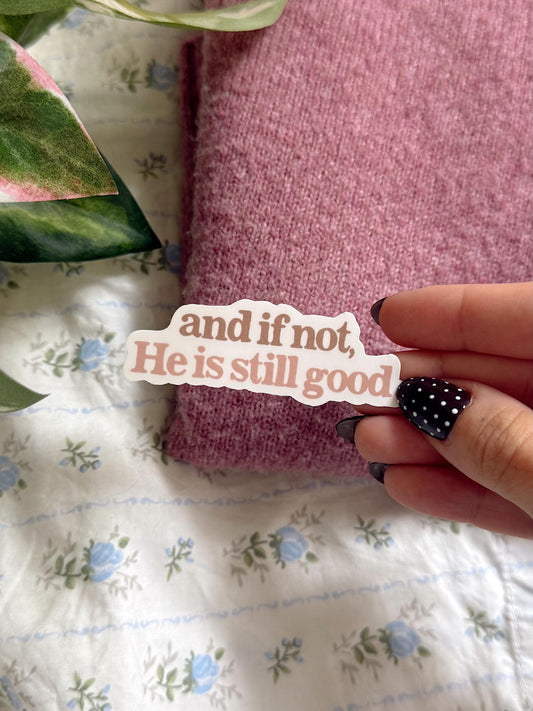 and if not,
He is still good